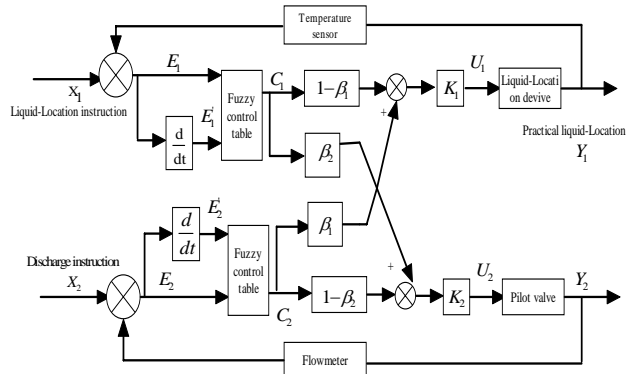 Temperature
sensor
E1
C1
1-β1
K1
U1
Liquid-Locati
on devive
X1
Liquid-Location instruction
d
dt
E1'
Fuzzy
control
table
β2
+
Practical liquid-Location
Y1
d
dt
E2'
Fuzzy
control
table
β1
Discharge instruction
X2
E2
C2
1-β2
+
K2
U2
Pilot valve
Y2
Flowmeter